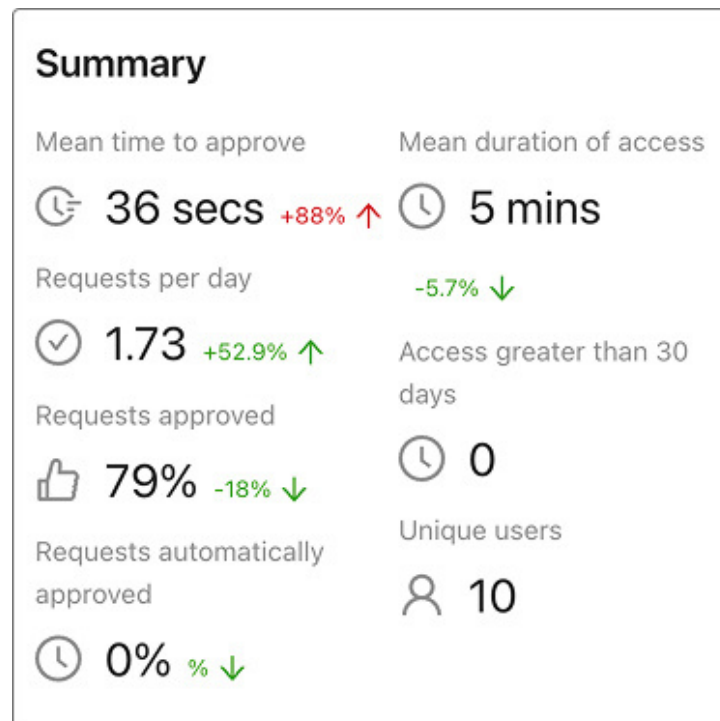 Summary
Mean time to approve
36 secs +88% ↑
Requests per day
1.73 +52.9% ↑
Requests approved
79% -18% ↓
Requests automatically
approved
0% % ↓
Mean duration of access
5 mins
-5.7% ↓
Access greater than 30
days
0
Unique users
10